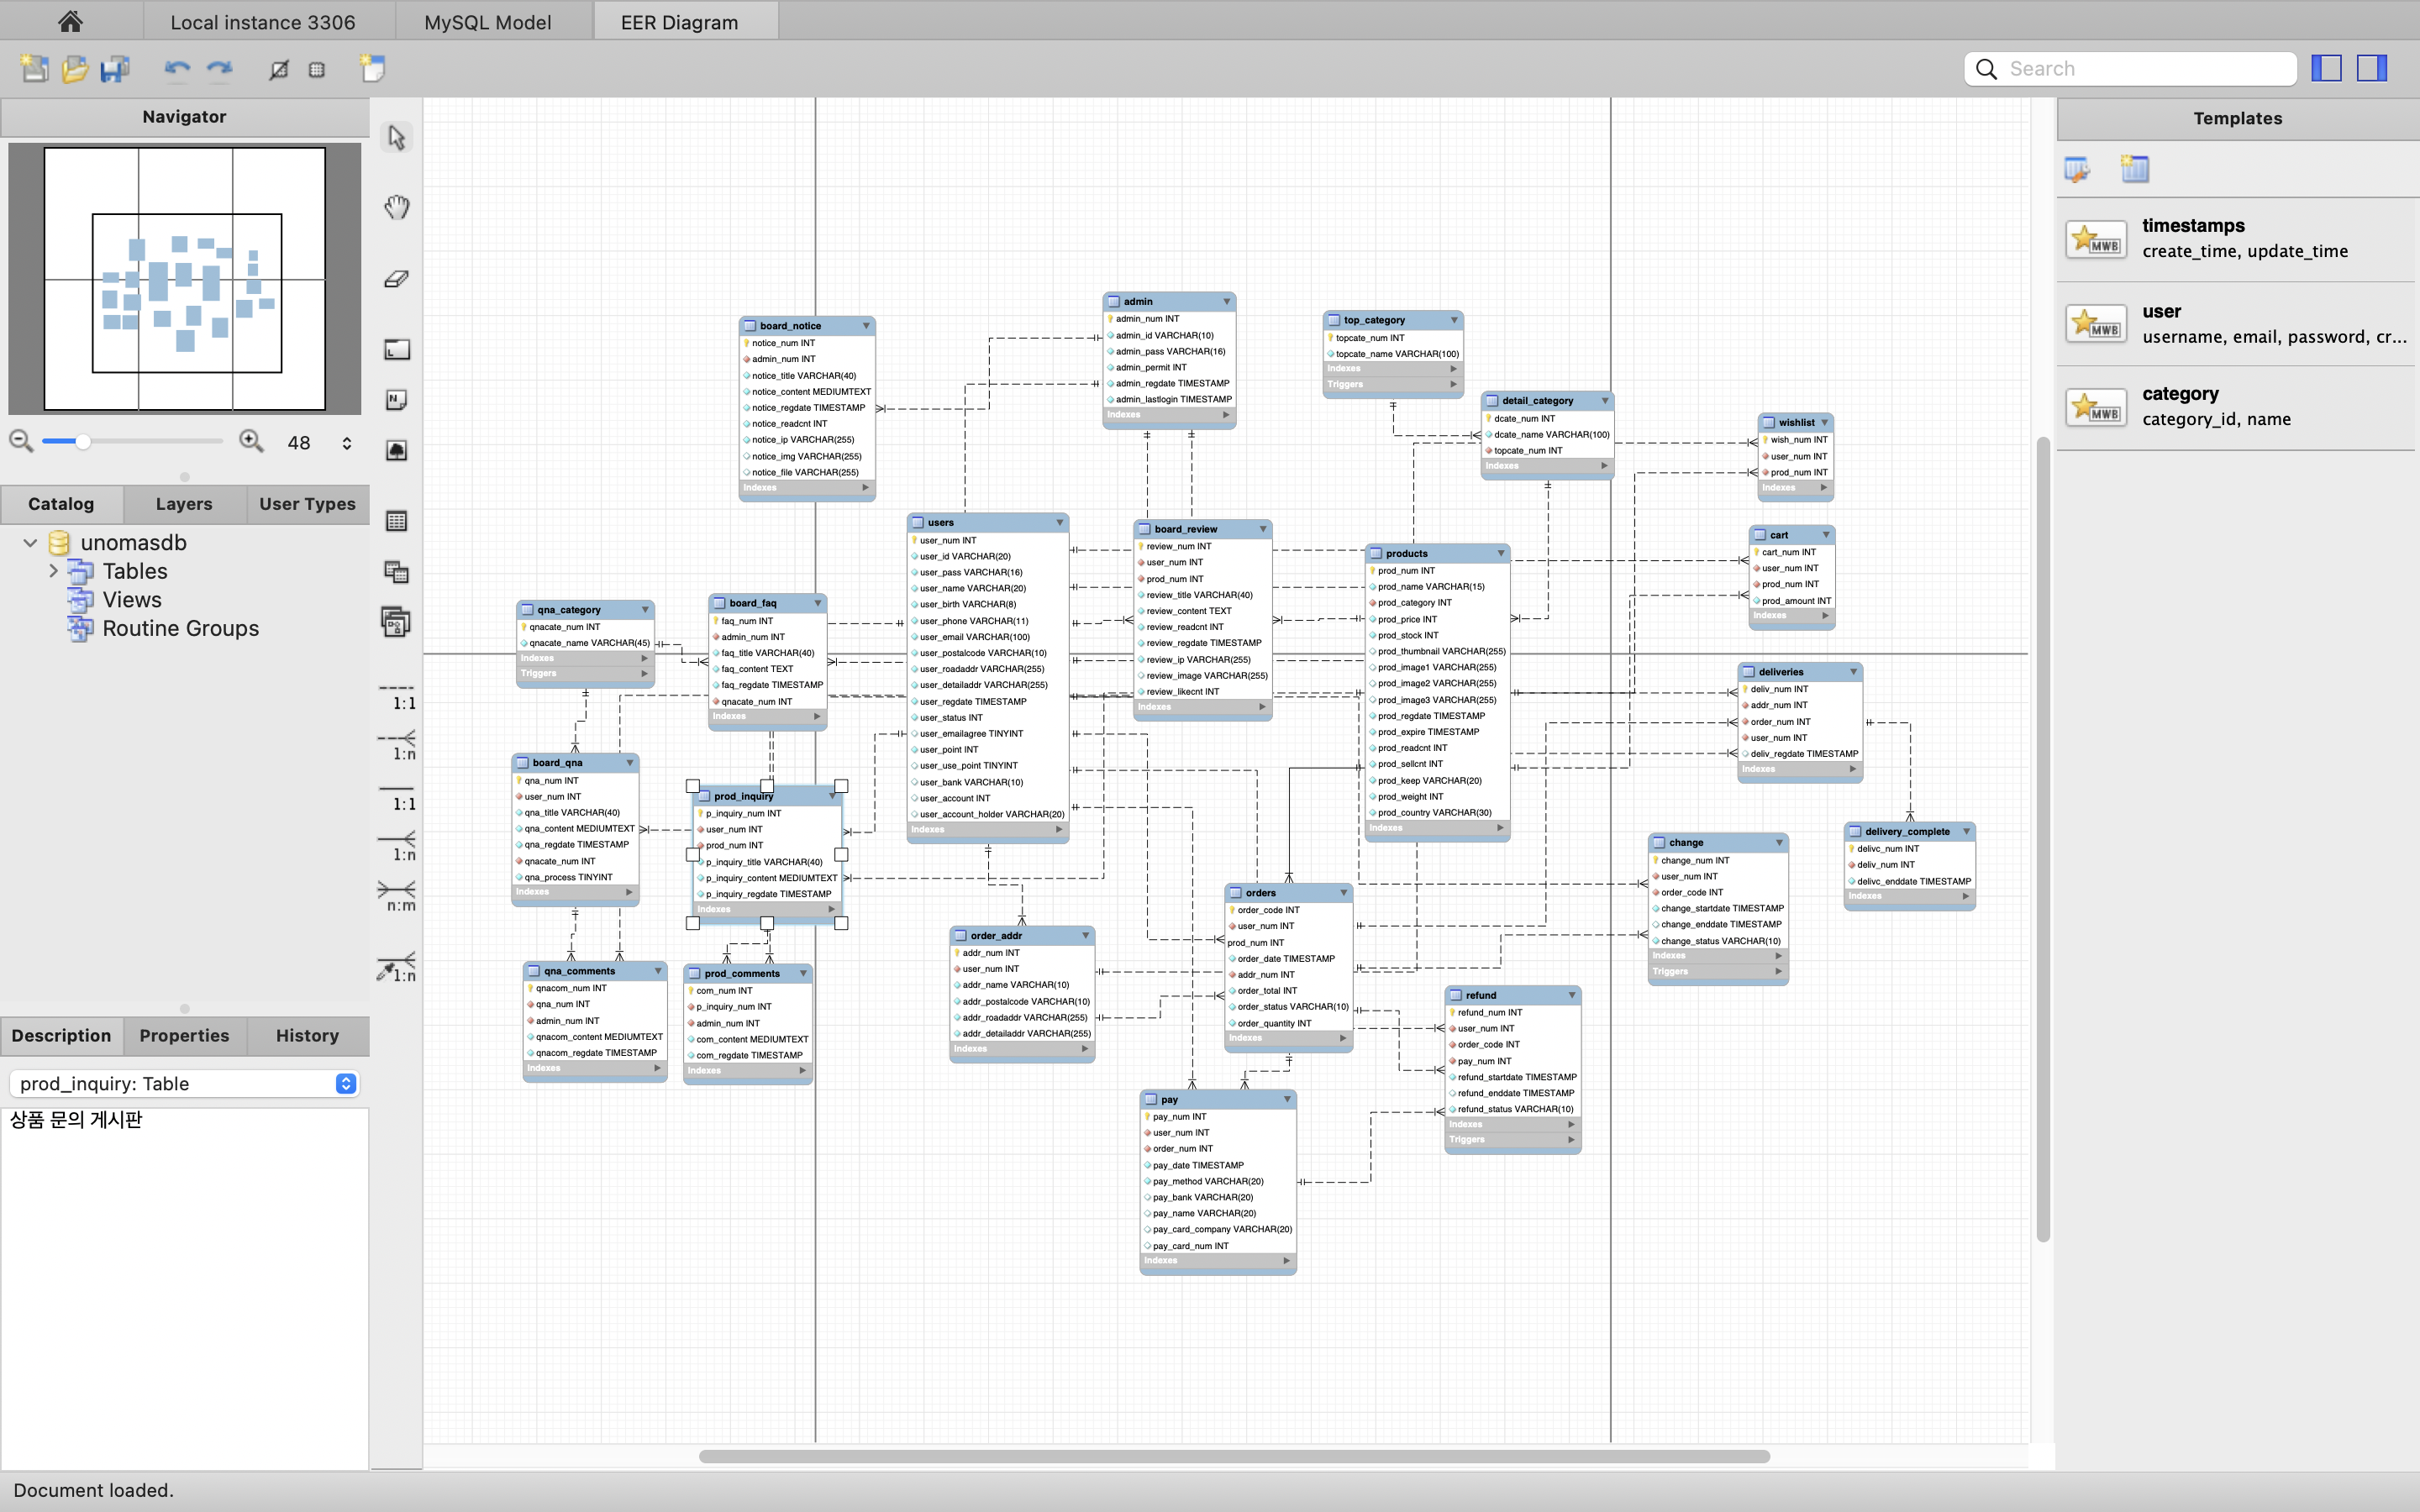 Local instance 3306
MySQL Model
EER Diagram
Search
Navigator
48
Catalog
Layers
User Types
unomasdb
Tables
Views
Routine Groups
Description
Properties
History
prod_inquiry: Table
상품 문의 게시판
Document loaded.
1:1
1:n
1:1
1:n
n:m
1:n
board_notice
notice_num INT
admin_num INT
notice_title VARCHAR(40)
notice_content MEDIUMTEXT
notice_regdate TIMESTAMP
notice_readcnt INT
notice_ip VARCHAR(255)
notice_img VARCHAR(255)
notice_file VARCHAR(255)
Indexes
admin
admin_num INT
admin_id VARCHAR(10)
admin_pass VARCHAR(16)
admin_permit INT
admin_regdate TIMESTAMP
admin_lastlogin TIMESTAMP
Indexes
top_category
topcate_num INT
topcate_name VARCHAR(100)
Indexes
Triggers
detail_category
dcate_num INT
dcate_name VARCHAR(100)
topcate_num INT
Indexes
wishlist
wish_num INT
user_num INT
prod_num INT
Indexes
cart
cart_num INT
user_num INT
prod_num INT
prod_amount INT
Indexes
qna_category
qnacate_num INT
qnacate_name VARCHAR(45)
Indexes
Triggers
board_faq
faq_num INT
admin_num INT
faq_title VARCHAR(40)
faq_content TEXT
faq_regdate TIMESTAMP
qnacate_num INT
Indexes
users
user_num INT
user_id VARCHAR(20)
user_pass VARCHAR(16)
user_name VARCHAR(20)
user_birth VARCHAR(8)
user_phone VARCHAR(11)
user_email VARCHAR(100)
user_postalcode VARCHAR(10)
user_roadaddr VARCHAR(255)
user_detailaddr VARCHAR(255)
user_regdate TIMESTAMP
user_status INT
user_emailagree TINYINT
user_point INT
user_use_point TINYINT
user_bank VARCHAR(10)
user_account INT
user_account_holder VARCHAR(20)
Indexes
board_review
review_num INT
user_num INT
prod_num INT
review_title VARCHAR(40)
review_content TEXT
review_readcnt INT
review_regdate TIMESTAMP
review_ip VARCHAR(255)
review_image VARCHAR(255)
review_likecnt INT
Indexes
products
prod_num INT
prod_name VARCHAR(15)
prod_category INT
prod_price INT
prod_stock INT
prod_thumbnail VARCHAR(255)
prod_image1 VARCHAR(255)
prod_image2 VARCHAR(255)
prod_image3 VARCHAR(255)
prod_regdate TIMESTAMP
prod_expire TIMESTAMP
prod_readcnt INT
prod_sellcnt INT
prod_keep VARCHAR(20)
prod_weight INT
prod_country VARCHAR(30)
Indexes
deliveries
deliv_num INT
addr_num INT
order_num INT
user_num INT
deliv_regdate TIMESTAMP
Indexes
board_qna
qna_num INT
user_num INT
qna_title VARCHAR(40)
qna_content MEDIUMTEXT
qna_regdate TIMESTAMP
qnacate_num INT
qna_process TINYINT
Indexes
prod_inquiry
p_inquiry_num INT
user_num INT
prod_num INT
p_inquiry_title VARCHAR(40)
p_inquiry_content MEDIUMTEXT
p_inquiry_regdate TIMESTAMP
Indexes
delivery_complete
delivc_num INT
deliv_num INT
delivc_enddate TIMESTAMP
Indexes
change
change_num INT
user_num INT
order_code INT
change_startdate TIMESTAMP
change_enddate TIMESTAMP
change_status VARCHAR(10)
Indexes
Triggers
orders
order_code INT
user_num INT
prod_num INT
order_date TIMESTAMP
addr_num INT
order_total INT
order_status VARCHAR(10)
order_quantity INT
Indexes
order_addr
addr_num INT
user_num INT
addr_name VARCHAR(10)
addr_postalcode VARCHAR(10)
addr_roadaddr VARCHAR(255)
addr_detailaddr VARCHAR(255)
Indexes
qna_comments
qnacom_num INT
qna_num INT
admin_num INT
qnacom_content MEDIUMTEXT
qnacom_regdate TIMESTAMP
Indexes
prod_comments
com_num INT
p_inquiry_num INT
admin_num INT
com_content MEDIUMTEXT
com_regdate TIMESTAMP
Indexes
refund
refund_num INT
user_num INT
order_code INT
pay_num INT
refund_startdate TIMESTAMP
refund_enddate TIMESTAMP
refund_status VARCHAR(10)
Indexes
Triggers
pay
pay_num INT
user_num INT
order_num INT
pay_date TIMESTAMP
pay_method VARCHAR(20)
pay_bank VARCHAR(20)
pay_name VARCHAR(20)
pay_card_company VARCHAR(20)
pay_card_num INT
Indexes
Templates
MWB
timestamps
create_time, update_time
MWB
user
username, email, password, cr...
MWB
category
category_id, name